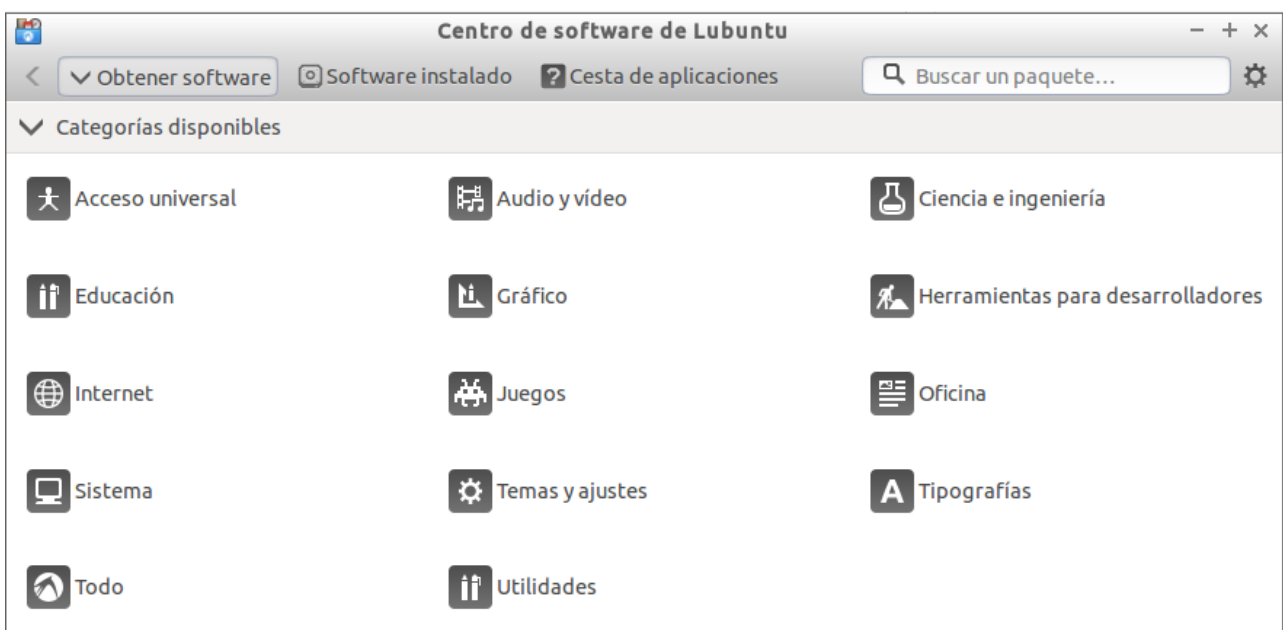 Centro de software de Lubuntu
Obtener software Software instalado Cesta de aplicaciones Buscar un paquete...
Categorías disponibles
Acceso universal Audio y vídeo Ciencia e ingeniería
Educación Gráfico Herramientas para desarrolladores
Internet Juegos Oficina
Sistema Temas y ajustes Tipografías
Todo Utilidades